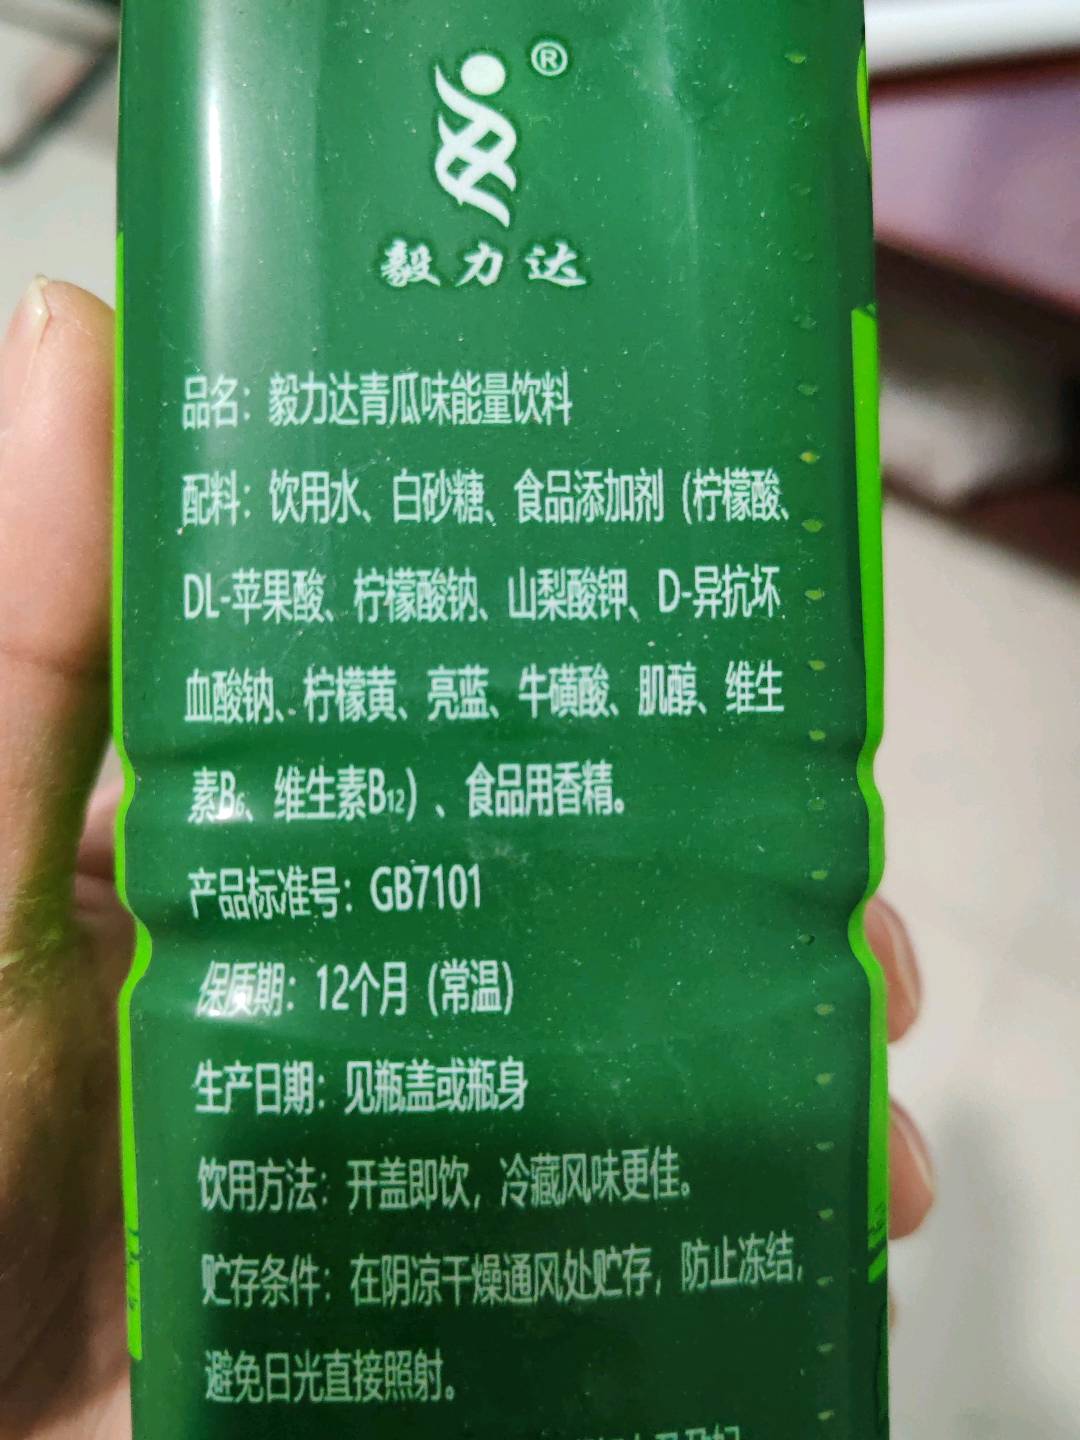 ®
毅力达
品名：毅力达青瓜味能量饮料
配料：饮用水、白砂糖、食品添加剂（柠檬酸、
DL-苹果酸、柠檬酸钠、山梨酸钾、D-异抗坏
血酸钠、柠檬黄、亮蓝、牛磺酸、肌醇、维生
素B₆、维生素B₁₂）、食品用香精。
产品标准号：GB7101
保质期：12个月（常温）
生产日期：见瓶盖或瓶身
饮用方法：开盖即饮，冷藏风味更佳。
贮存条件：在阴凉干燥通风处贮存，防止冻结，
避免日光直接照射。